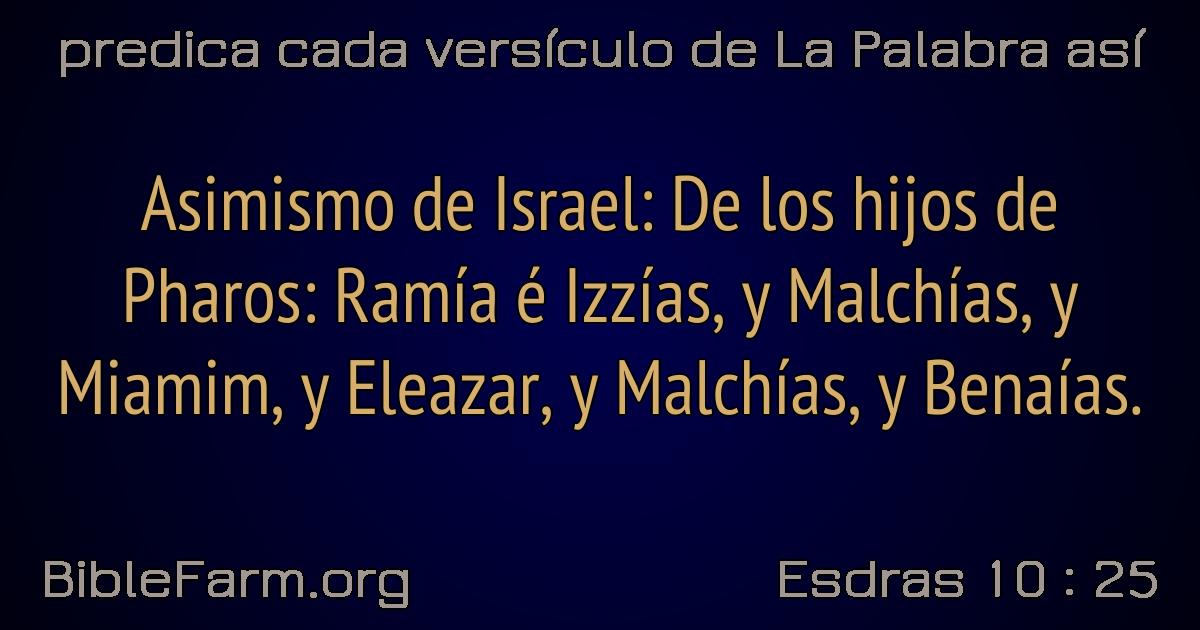 predica cada versículo de La Palabra así
Asimismo de Israel: De los hijos de
Pharos: Ramía é Izzías, y Malchías, y
Miamim, y Eleazar, y Malchías, y Benaías.
BibleFarm.org
Esdras 10 : 25